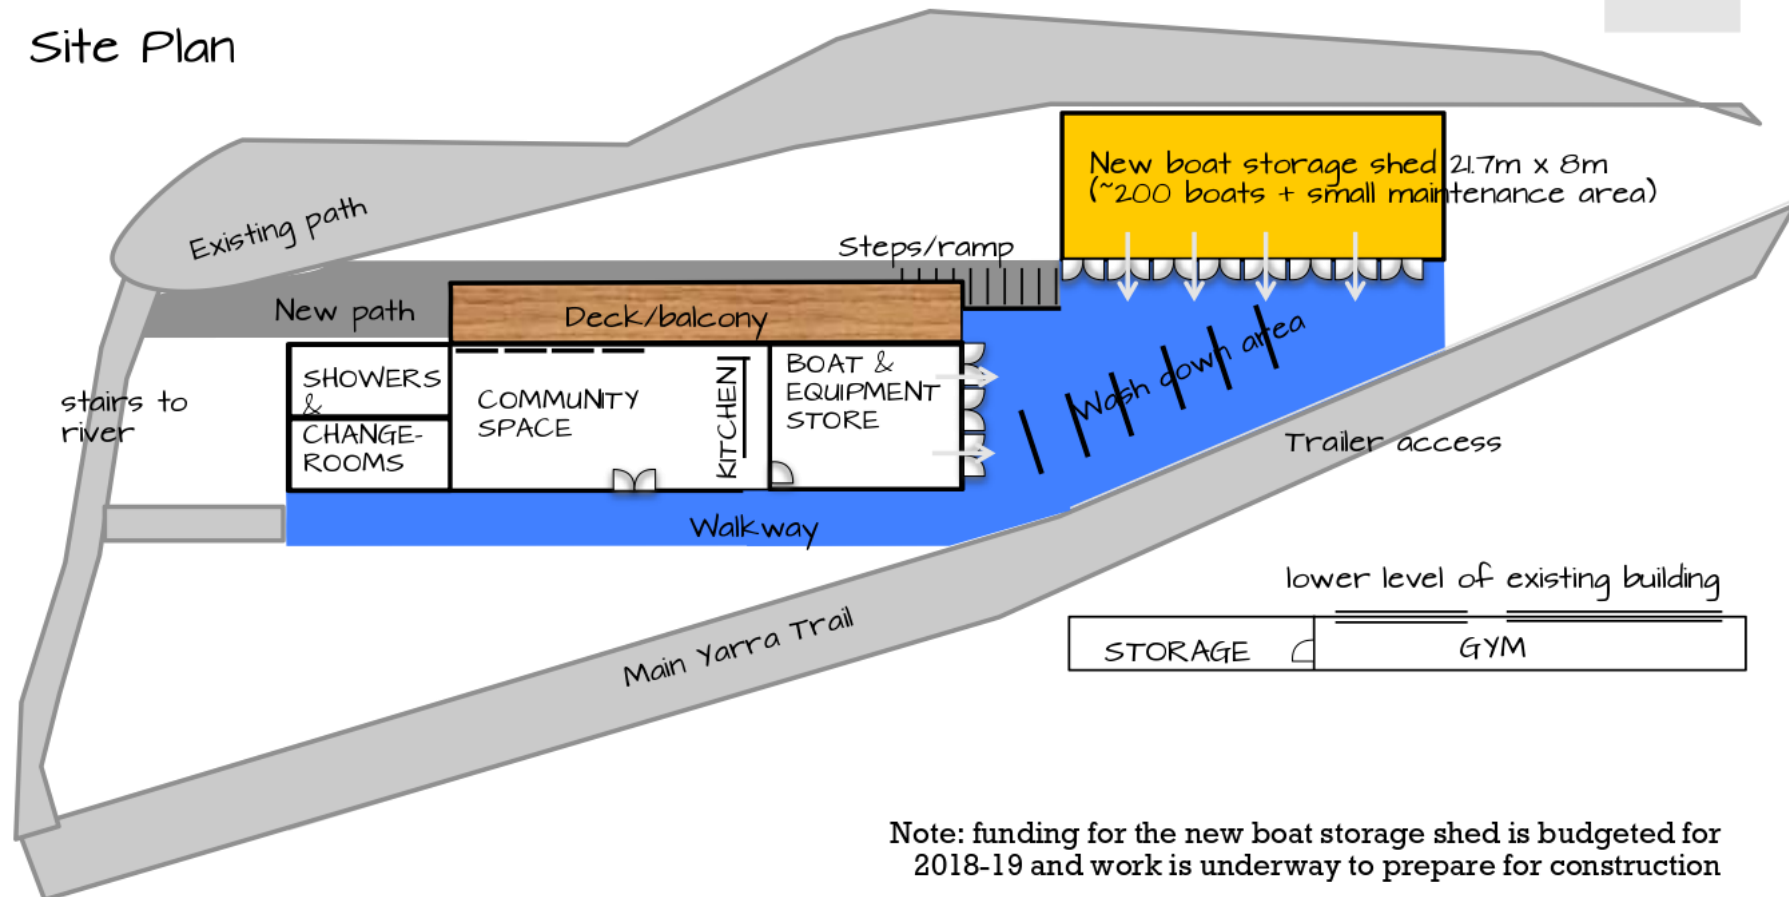 Site Plan
New boat storage shed 21.7m x 8m
(~200 boats + small maintenance area)
Existing path
Steps/ramp
New path
Deck/balcony
Wash down area
SHOWERS
&
CHANGE-
ROOMS
COMMUNITY
SPACE
KITCHEN
BOAT &
EQUIPMENT
STORE
stairs to
river
Trailer access
Walkway
lower level of existing building
STORAGE
GYM
Main Yarra Trail
Note: funding for the new boat storage shed is budgeted for
2018-19 and work is underway to prepare for construction